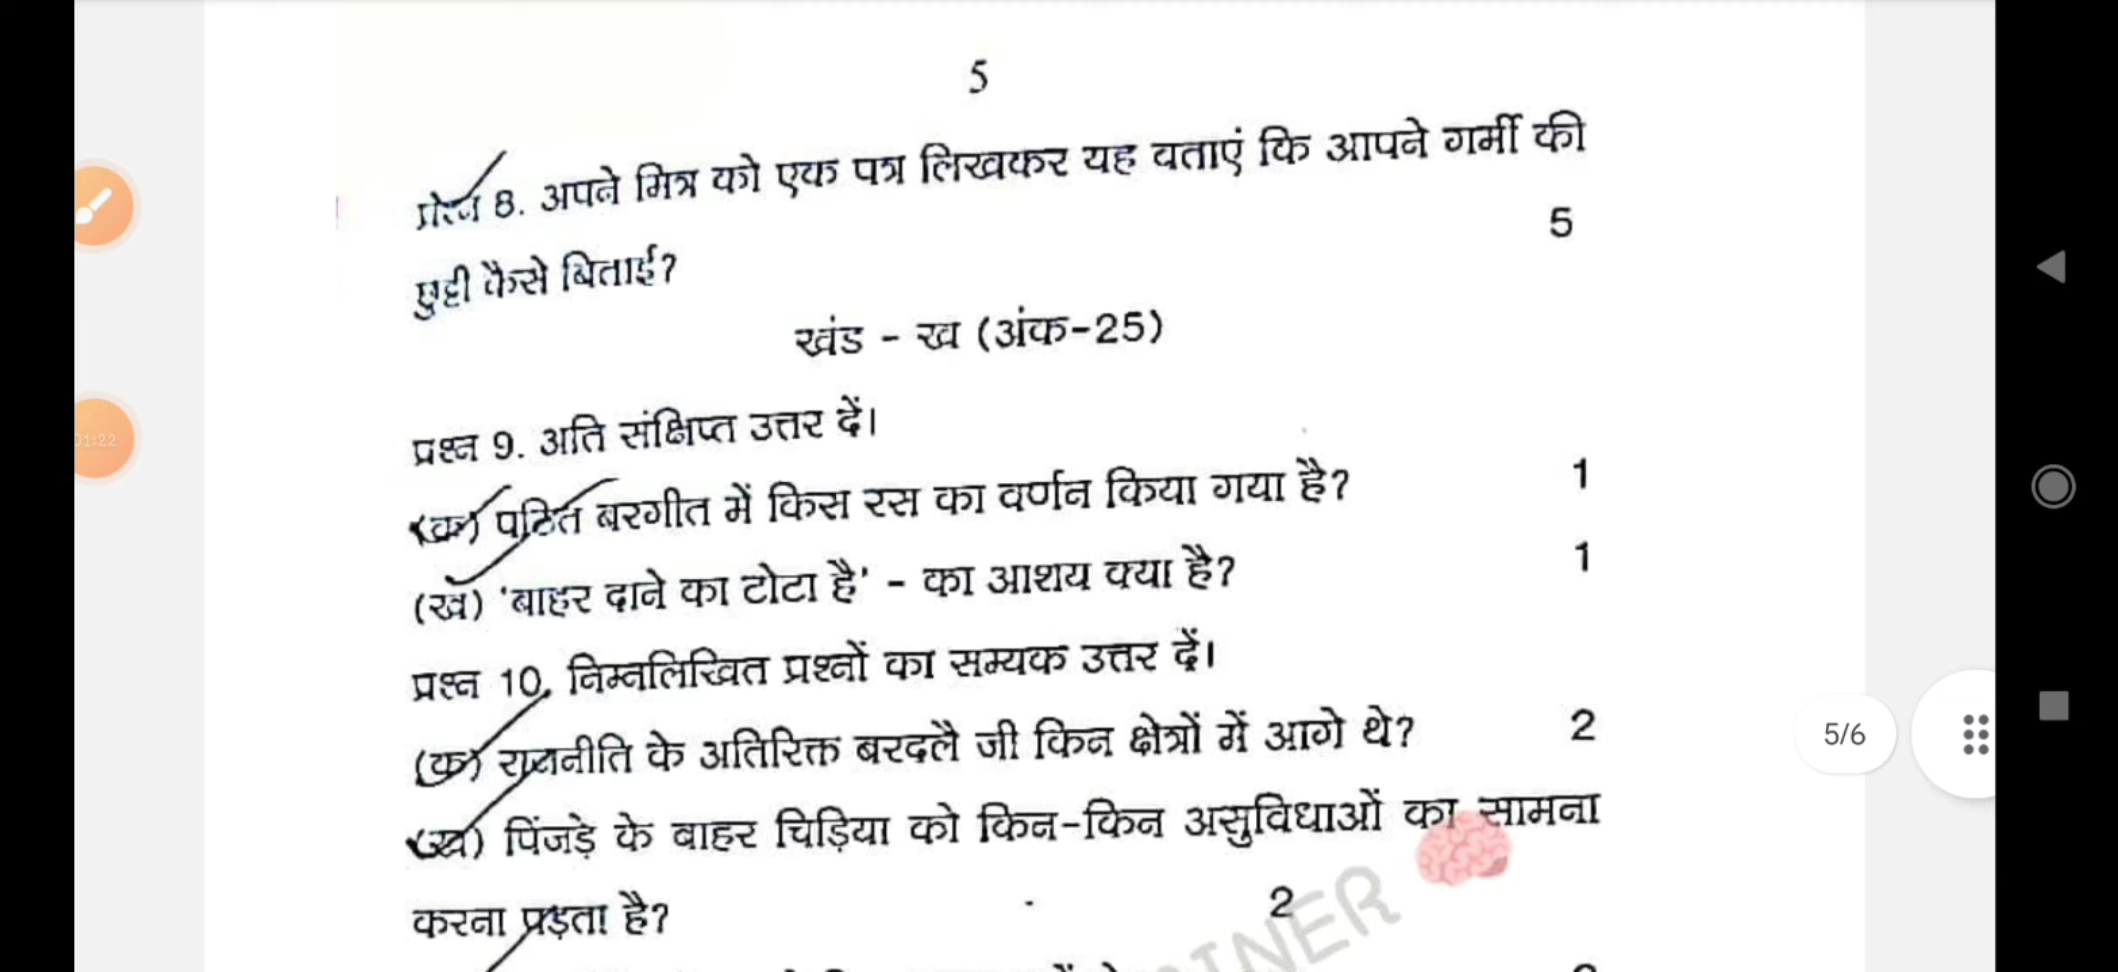 5
प्रश्न 8. अपने मित्र को एक पत्र लिखकर यह बताएं कि आपने गर्मी की
5
छुट्टी कैसे बिताई?
खंड - ख (अंक-25)
प्रश्न 9. अति संक्षिप्त उत्तर दें।
(क) पठित बरगीत में किस रस का वर्णन किया गया है? 1
(ख) 'बाहर दाने का टोटा है' - का आशय क्या है? 1
प्रश्न 10. निम्नलिखित प्रश्नों का सम्यक उत्तर दें।
(क) राजनीति के अतिरिक्त बरदलै जी किन क्षेत्रों में आगे थे? 2
(ख) पिंजड़े के बाहर चिड़िया को किन-किन असुविधाओं का सामना
करना पड़ता है? 2
01:22
5/6